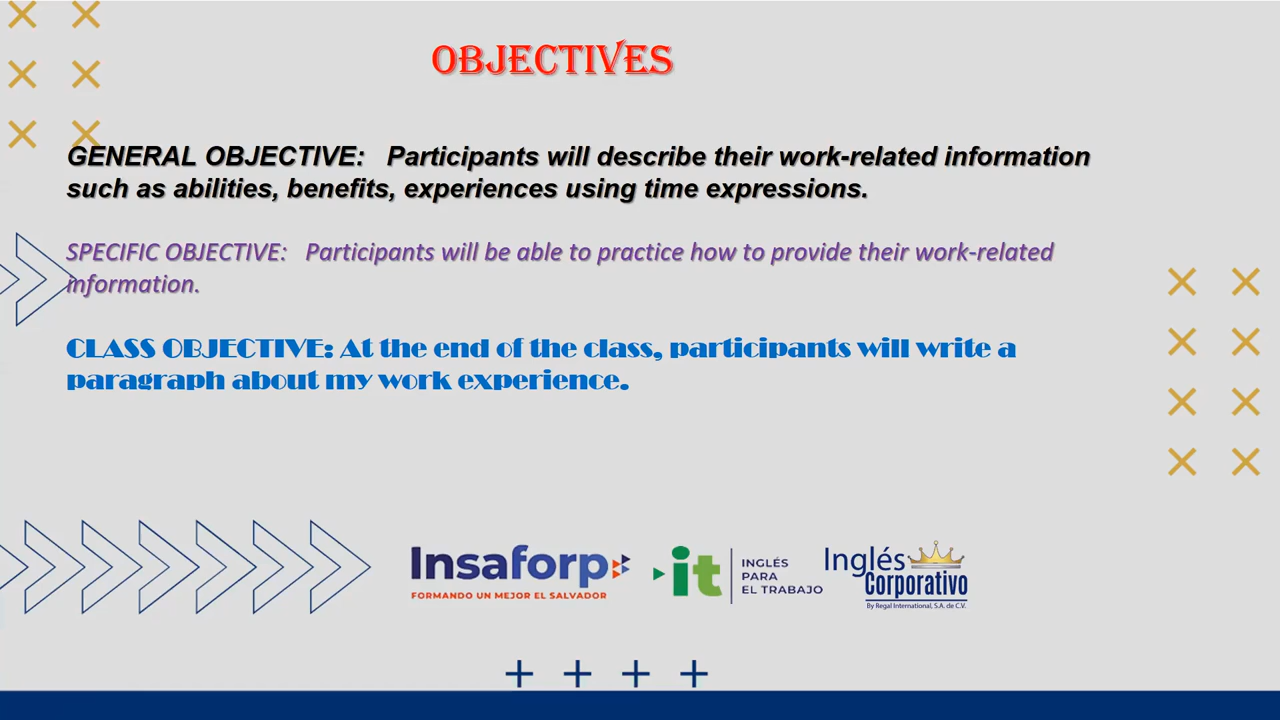 OBJECTIVES
GENERAL OBJECTIVE: Participants will describe their work-related information
such as abilities, benefits, experiences using time expressions.
SPECIFIC OBJECTIVE: Participants will be able to practice how to provide their work-related
information.
CLASS OBJECTIVE: At the end of the class, participants will write a
paragraph about my work experience.
Insaforp
FORMANDO UN MEJOR EL SALVADOR
it
INGLÉS
PARA
EL TRABAJO
Inglés
Corporativo
By Regal International, S.A. de C.V.